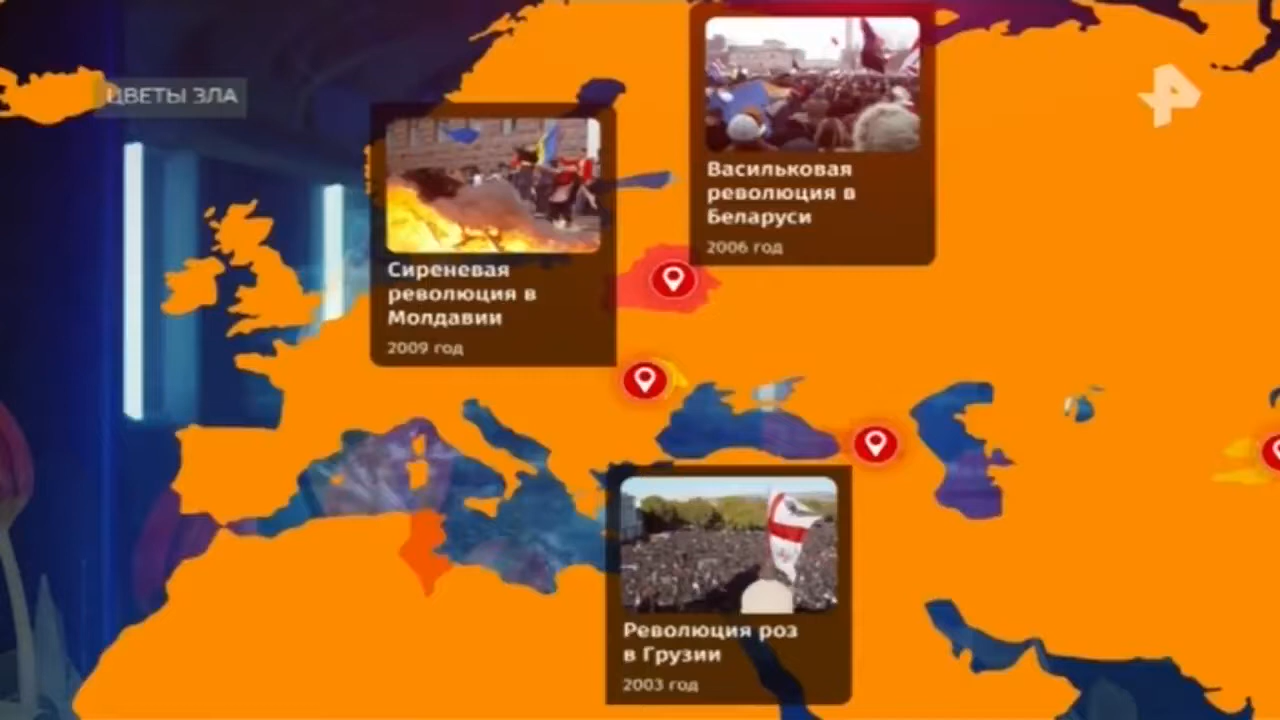 ЦВЕТЫ ЗЛА
Васильковая
революция в
Беларуси
2006 год
Сиреневая
революция в
Молдавии
2009 год
Революция роз
в Грузии
2003 год